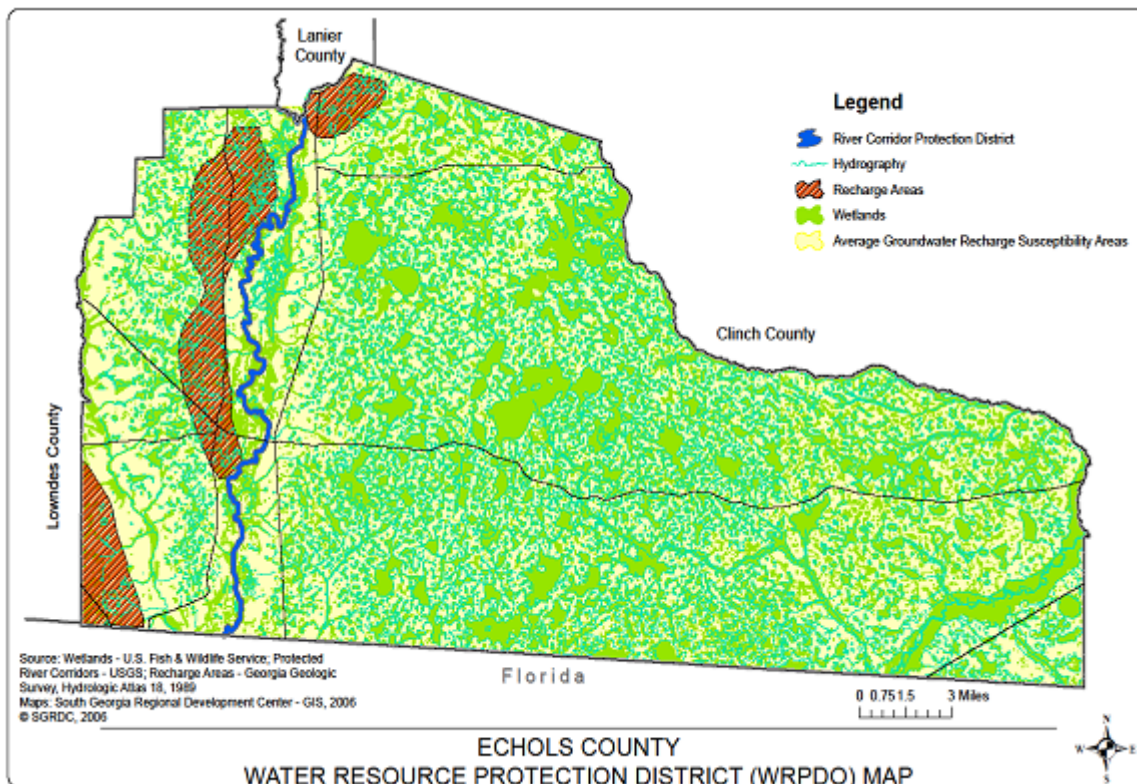 Lanier
County
Legend
River Corridor Protection District
Hydrography
Recharge Areas
Wetlands
Average Groundwater Recharge Susceptibility Areas
Clinch County
Lowndes County
Florida
Source: Wetlands - U.S. Fish & Wildlife Service; Protected
River Corridors - USGS; Recharge Areas - Georgia Geologic
Survey, Hydrologic Atlas 18, 1989
Maps: South Georgia Regional Development Center - GIS, 2006
© SGRDC, 2006
0 0.751.5 3 Miles
N
W E
S
ECHOLS COUNTY
WATER RESOURCE PROTECTION DISTRICT (WRPDO) MAP